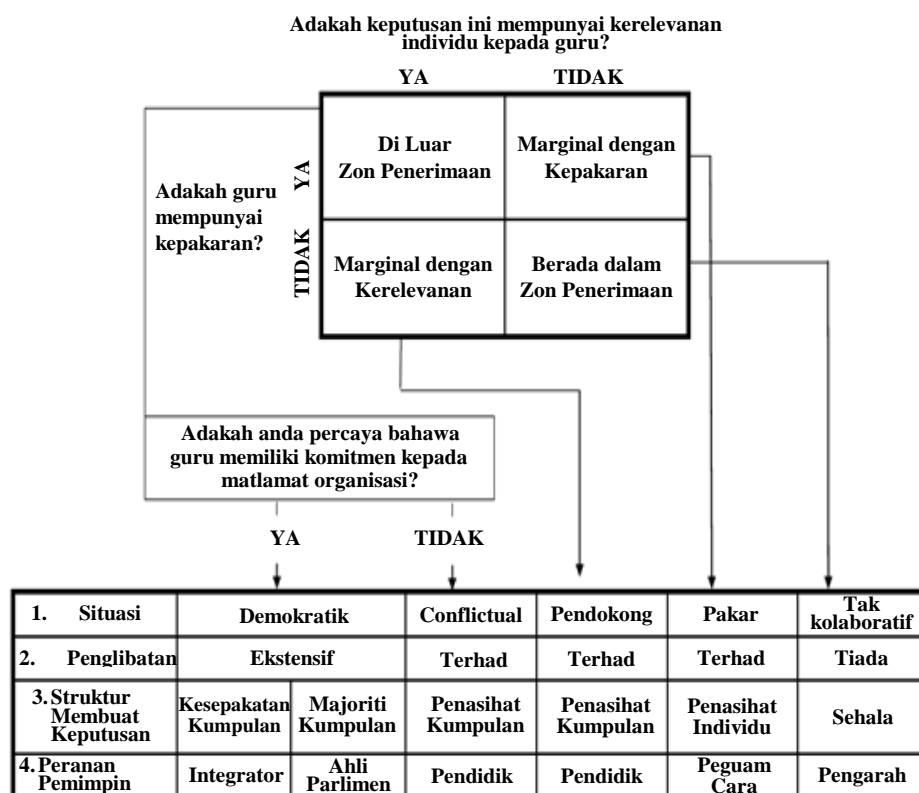 Adakah keputusan ini mempunyai kerelevanan
individu kepada guru?
YA
TIDAK
Adakah guru
mempunyai
kepakaran?
YA
TIDAK
Di Luar
Zon Penerimaan
Marginal dengan
Kepakaran
Marginal dengan
Kerelevanan
Berada dalam
Zon Penerimaan
Adakah anda percaya bahawa
guru memiliki komitmen kepada
matlamat organisasi?
YA
TIDAK
1. Situasi
Demokratik
Conflictual
Pendokong
Pakar
Tak
kolaboratif
2. Penglibatan
Ekstensif
Terhad
Terhad
Terhad
Tiada
3. Struktur
Membuat
Keputusan
Kesepakatan
Kumpulan
Majoriti
Kumpulan
Penasihat
Kumpulan
Penasihat
Kumpulan
Penasihat
Individu
Sehala
4. Peranan
Pemimpin
Integrator
Ahli
Parlimen
Pendidik
Pendidik
Peguam
Cara
Pengarah